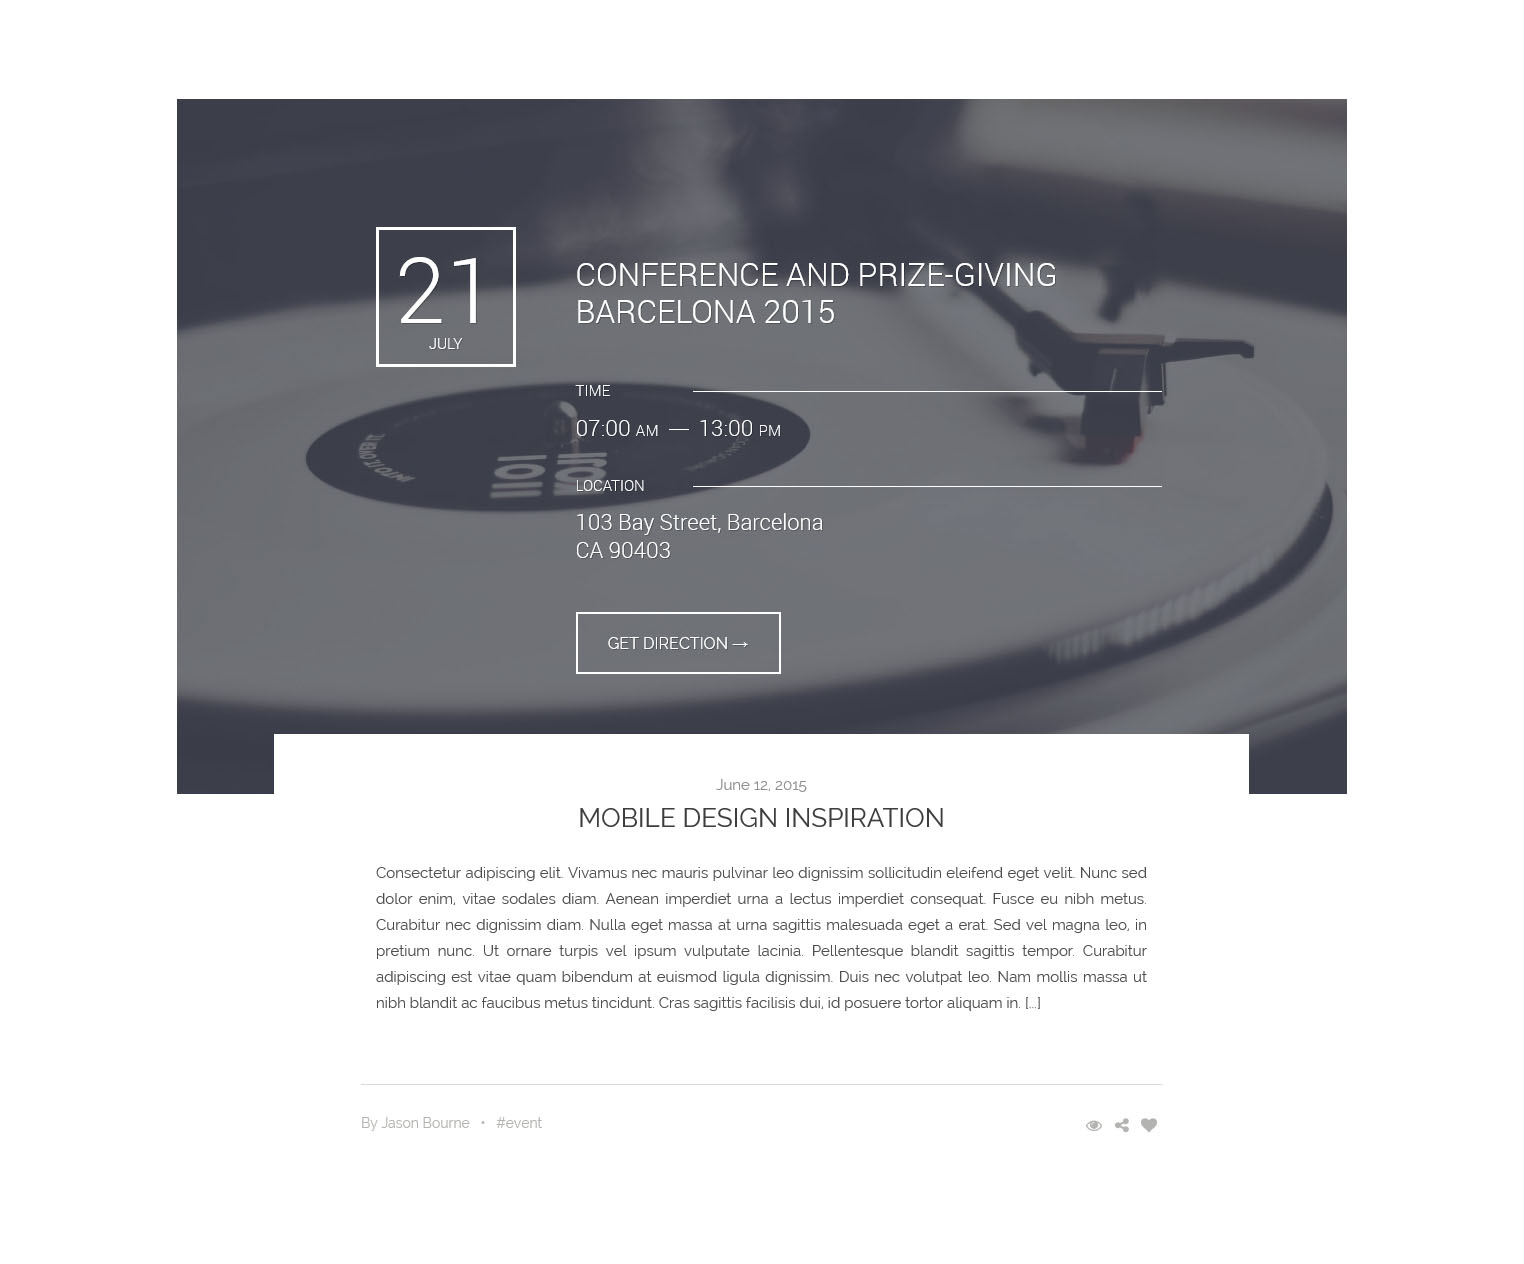 21
JULY
CONFERENCE AND PRIZE-GIVING
BARCELONA 2015
TIME
07:00 AM — 13:00 PM
LOCATION
103 Bay Street, Barcelona
CA 90403
GET DIRECTION →
June 12, 2015
MOBILE DESIGN INSPIRATION
Consectetur adipiscing elit. Vivamus nec mauris pulvinar leo dignissim sollicitudin eleifend eget velit. Nunc sed
dolor enim, vitae sodales diam. Aenean imperdiet urna a lectus imperdiet consequat. Fusce eu nibh metus.
Curabitur nec dignissim diam. Nulla eget massa at urna sagittis malesuada eget a erat. Sed vel magna leo, in
pretium nunc. Ut ornare turpis vel ipsum vulputate lacinia. Pellentesque blandit sagittis tempor. Curabitur
adipiscing est vitae quam bibendum at euismod ligula dignissim. Duis nec volutpat leo. Nam mollis massa ut
nibh blandit ac faucibus metus tincidunt. Cras sagittis facilisis dui, id posuere tortor aliquam in. [...]
By Jason Bourne • #event